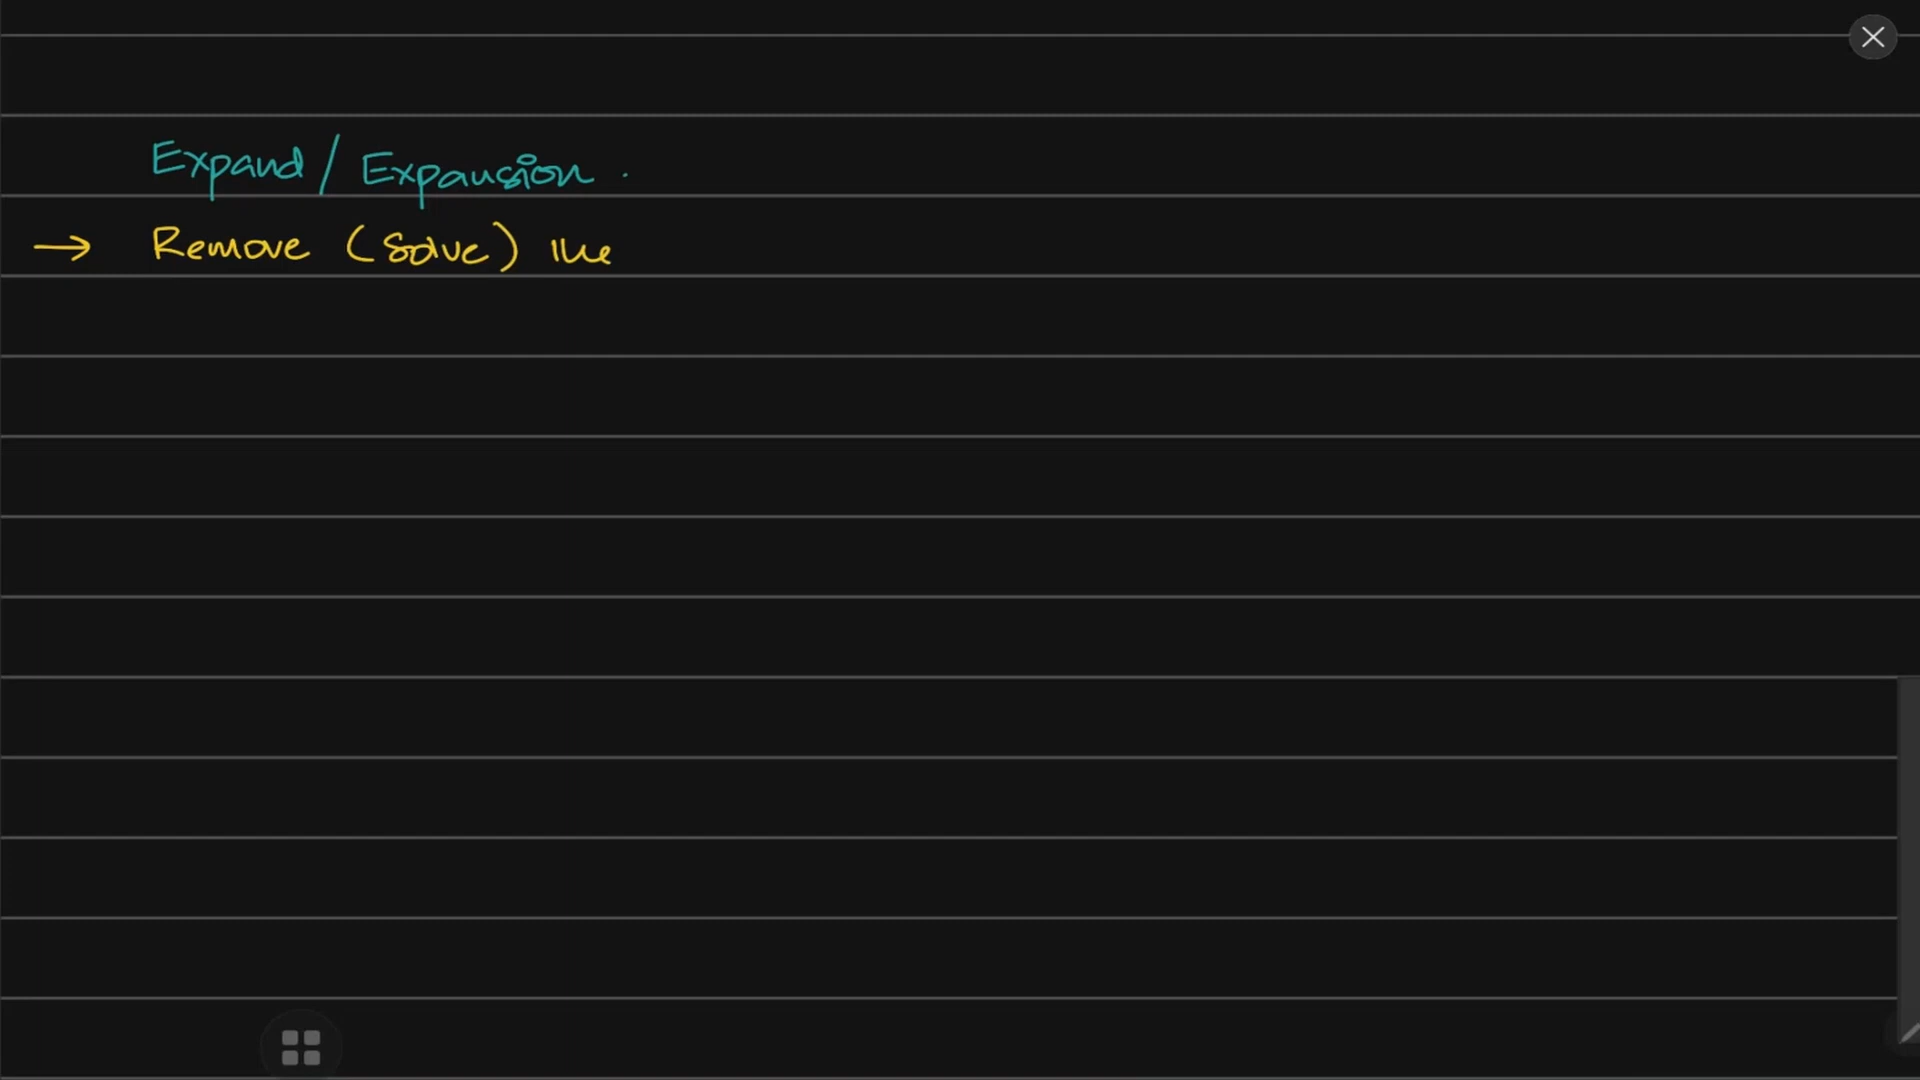 Expand / Expansion.
→ Remove (Solve) the